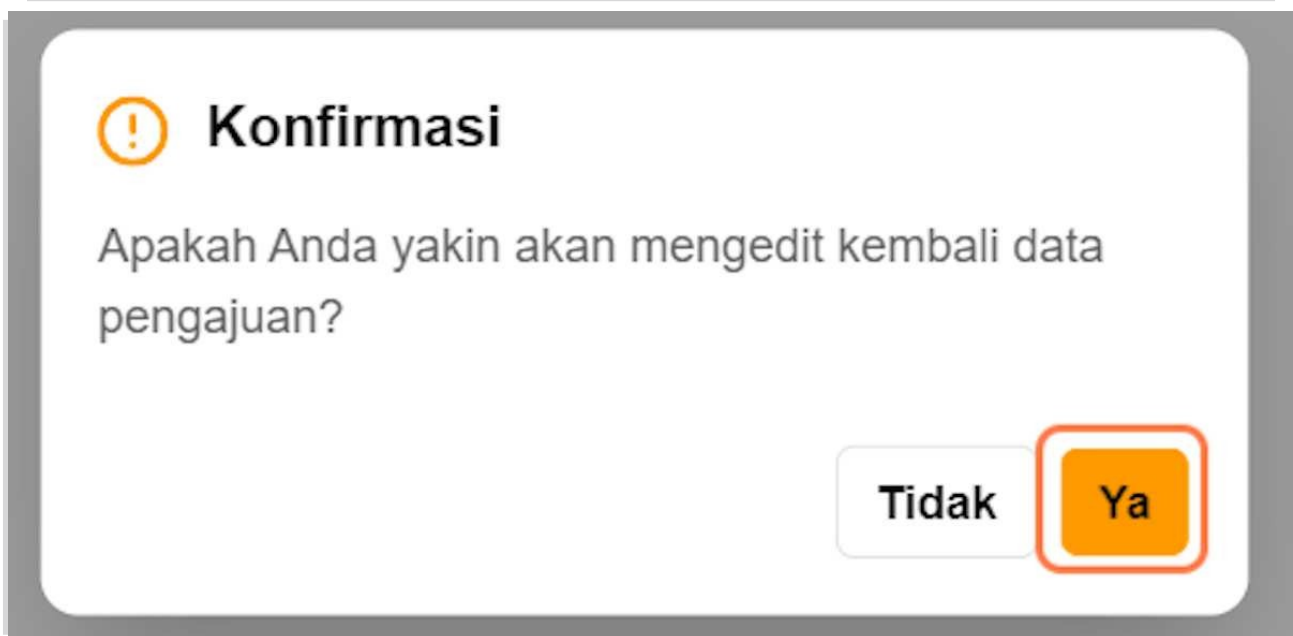 Konfirmasi
Apakah Anda yakin akan mengedit kembali data
pengajuan?
Tidak Ya